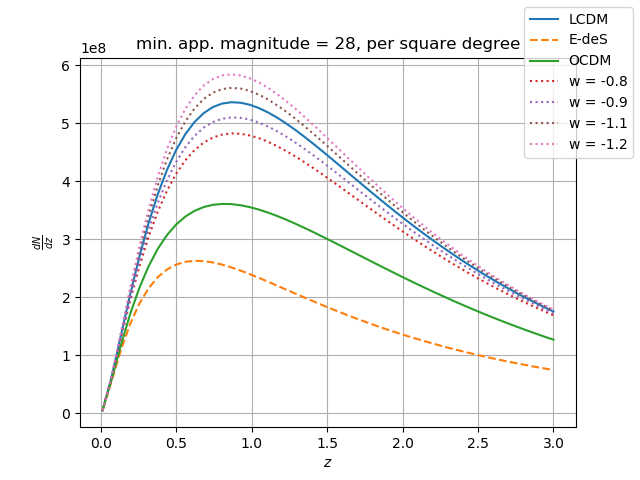 min. app. magnitude = 28, per square degree
1e8
LCDM
E-deS
OCDM
w = -0.8
w = -0.9
w = -1.1
w = -1.2
6
5
4
3
2
1
0
dN
dz
0.0 0.5 1.0 1.5 2.0 2.5 3.0
z